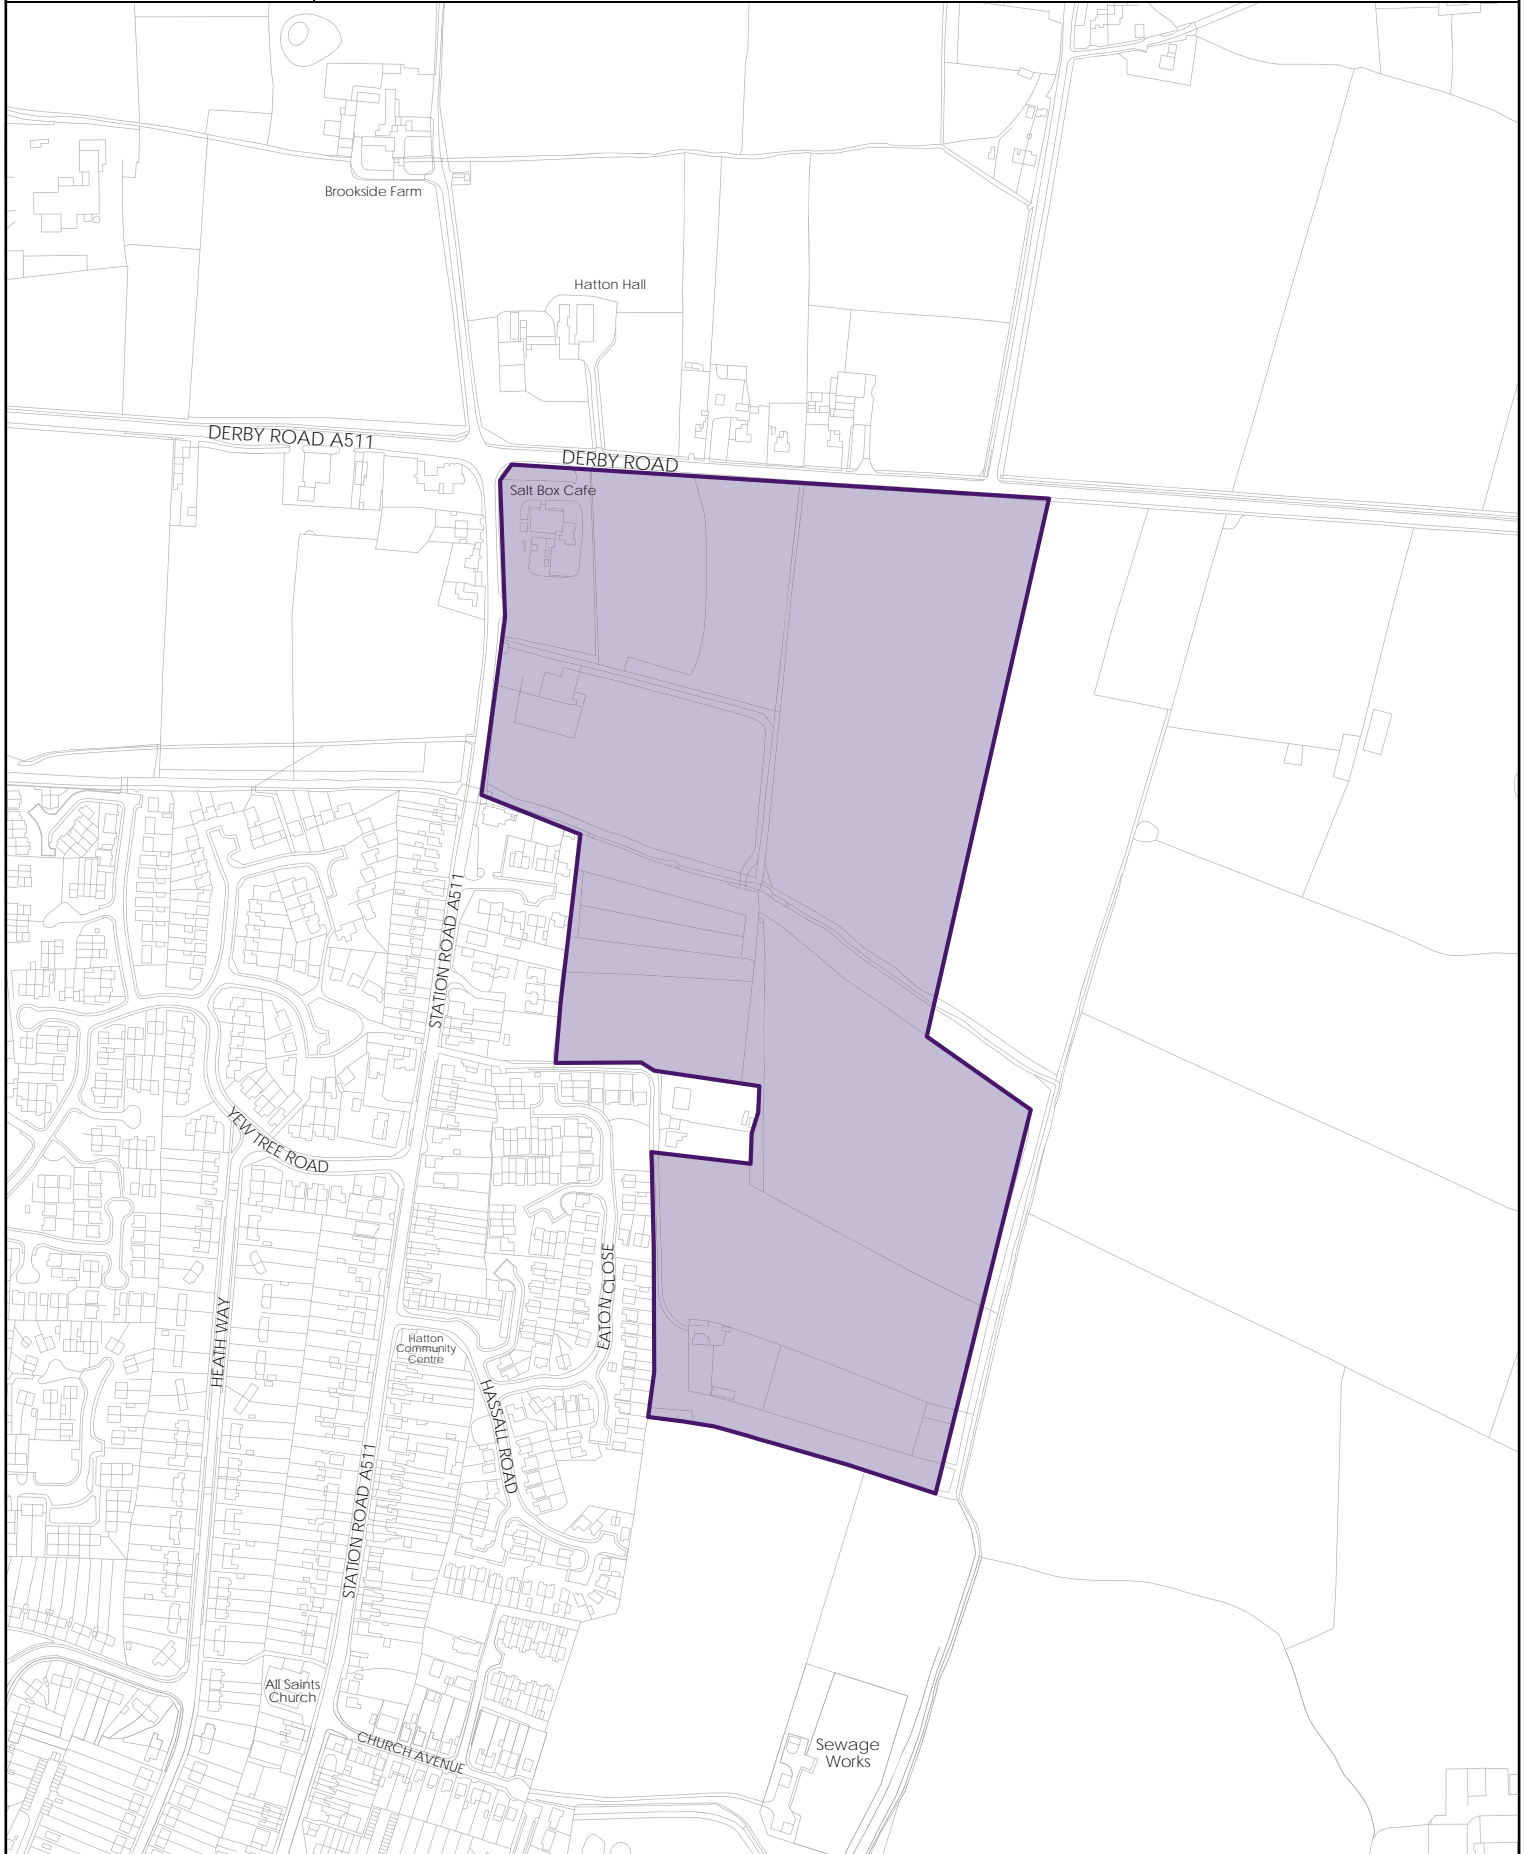 Brookside Farm
Hatton Hall
DERBY ROAD A511
DERBY ROAD
Salt Box Cafe
STATION ROAD A511
YEW TREE ROAD
EATON CLOSE
HEATH WAY
Hatton
Community
Centre
HASSALL ROAD
STATION ROAD A511
All Saints
Church
CHURCH AVENUE
Sewage
Works